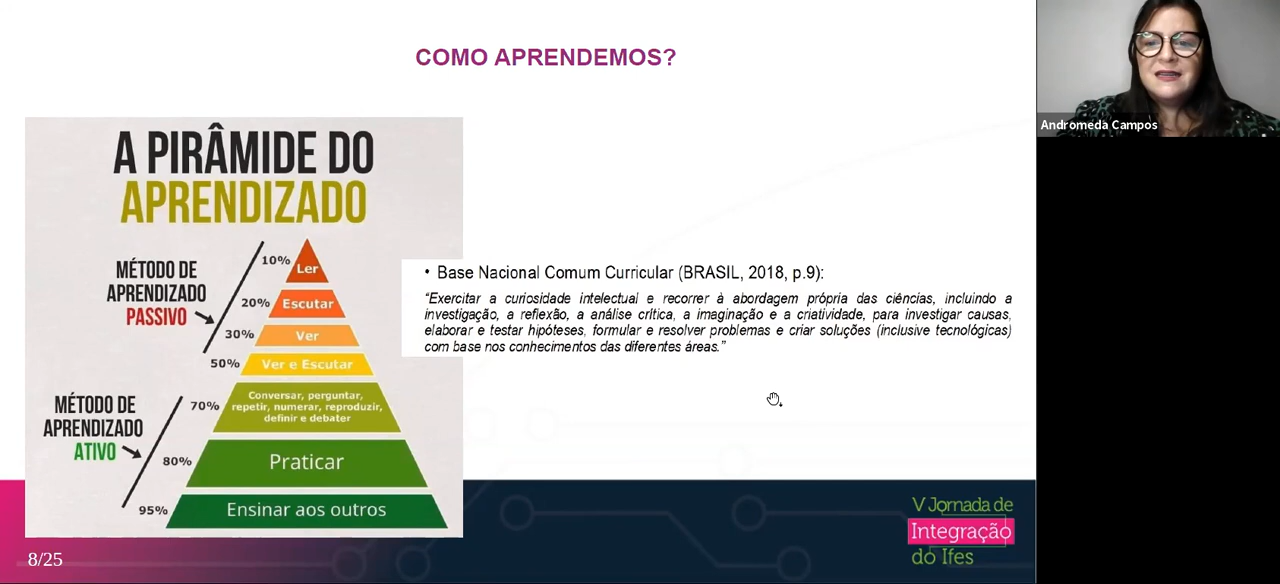 COMO APRENDEMOS?
Andromeda Campos
A PIRÂMIDE DO
APRENDIZADO
MÉTODO DE
APRENDIZADO
PASSIVO
10%
Ler
20%
Escutar
30%
Ver
50%
Ver e Escutar
MÉTODO DE
APRENDIZADO
ATIVO
70%
Conversar, perguntar,
repetir, numerar, reproduzir,
definir e debater
80%
Praticar
95%
Ensinar aos outros
• Base Nacional Comum Curricular (BRASIL, 2018, p.9):
“Exercitar a curiosidade intelectual e recorrer à abordagem própria das ciências, incluindo a
investigação, a reflexão, a análise crítica, a imaginação e a criatividade, para investigar causas,
elaborar e testar hipóteses, formular e resolver problemas e criar soluções (inclusive tecnológicas)
com base nos conhecimentos das diferentes áreas.”
V Jornada de
Integração
do Ifes
8/25